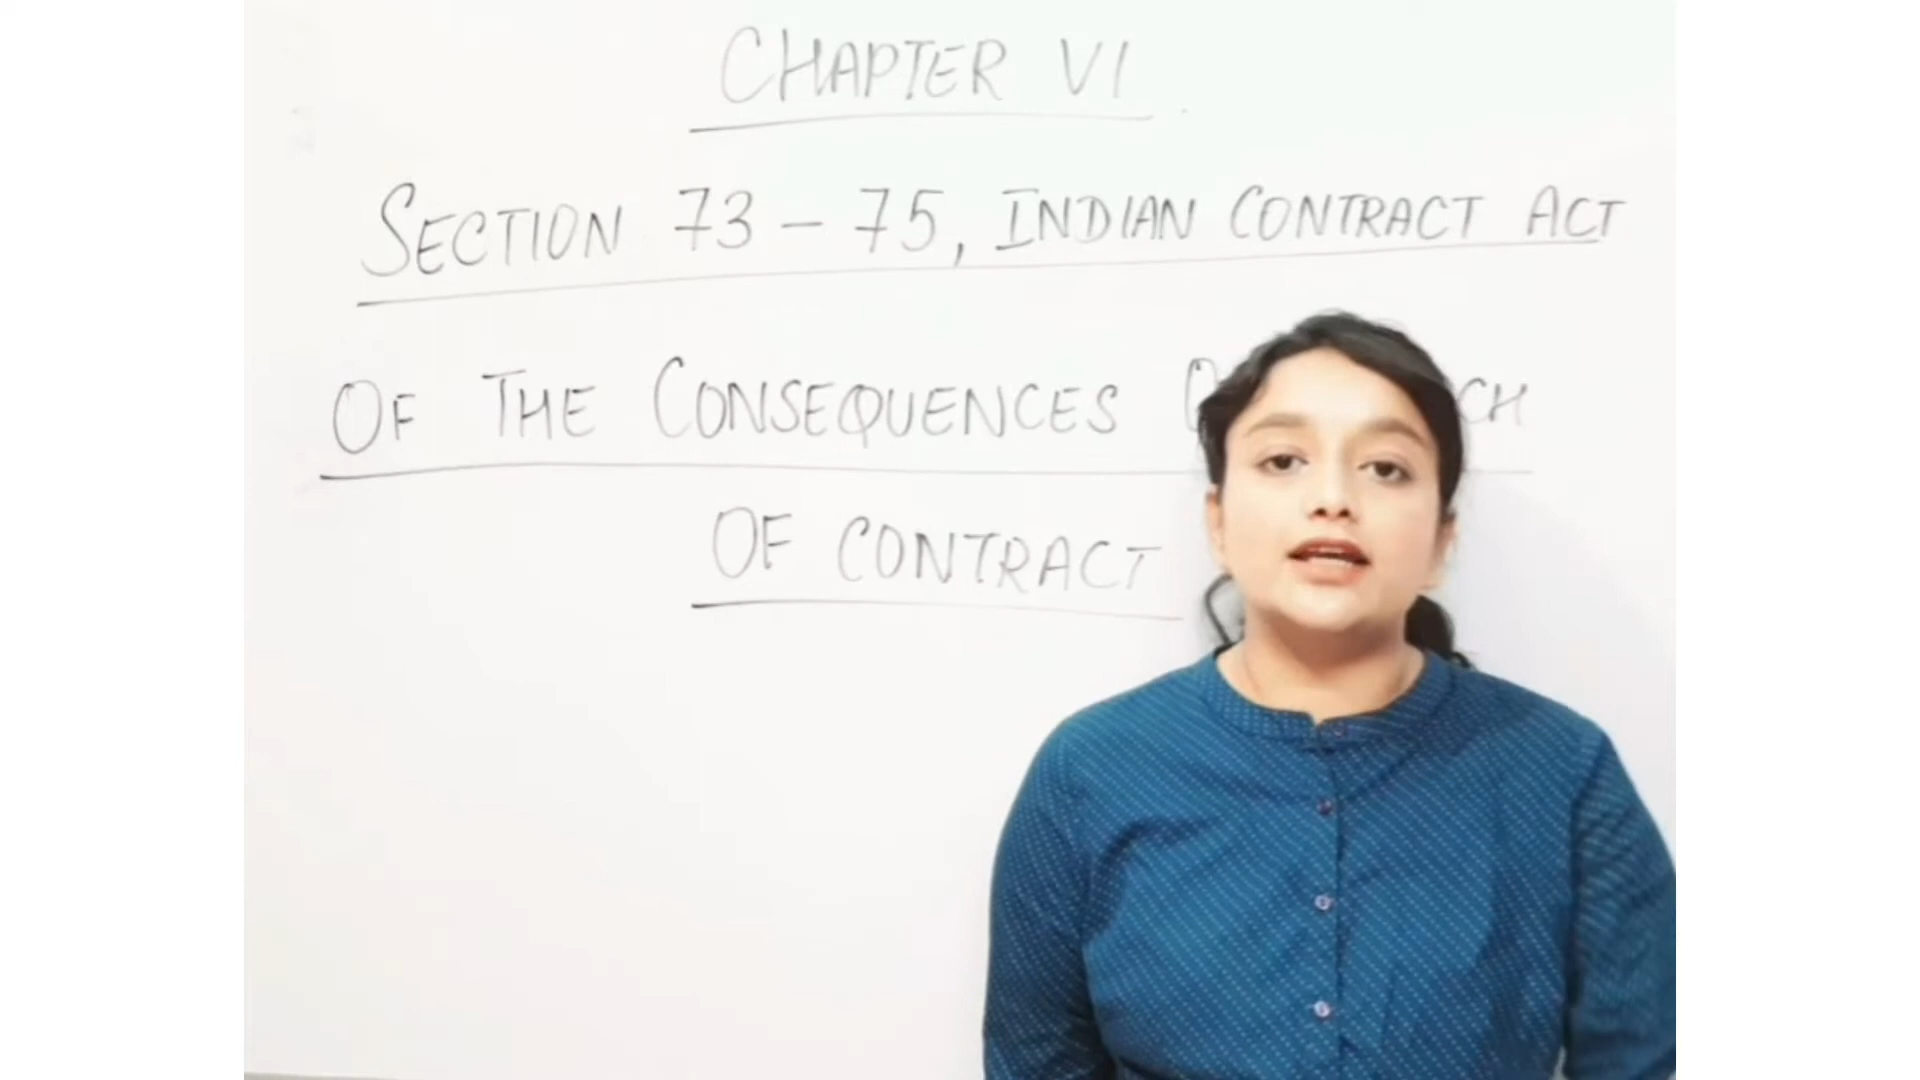 CHAPTER VI
SECTION 73 - 75, INDIAN CONTRACT ACT
OF THE CONSEQUENCES
OF CONTRACT